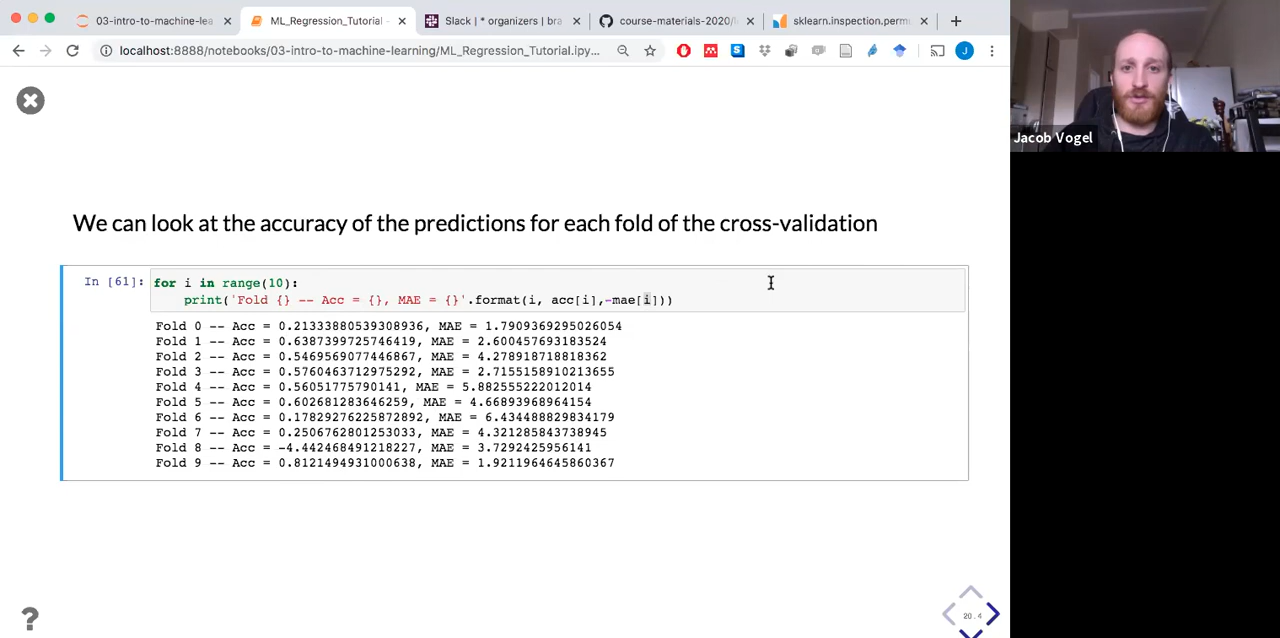 03-intro-to-machine-lea
ML_Regression_Tutorial -
Slack | * organizers | bra
course-materials-2020/
sklearn.inspection.perm
localhost:8888/notebooks/03-intro-to-machine-learning/ML_Regression_Tutorial.ipy...
S
J
Jacob Vogel
We can look at the accuracy of the predictions for each fold of the cross-validation
In [61]:
for i in range(10):
print('Fold {} -- Acc = {}, MAE = {}'.format(i, acc[i],-mae[i]))
Fold 0 -- Acc = 0.21333880539308936, MAE = 1.7909369295026054
Fold 1 -- Acc = 0.6387399725746419, MAE = 2.600457693183524
Fold 2 -- Acc = 0.5469569077446867, MAE = 4.278918718818362
Fold 3 -- Acc = 0.5760463712975292, MAE = 2.7155158910213655
Fold 4 -- Acc = 0.56051775790141, MAE = 5.882555222012014
Fold 5 -- Acc = 0.602681283646259, MAE = 4.66893968964154
Fold 6 -- Acc = 0.17829276225872892, MAE = 6.434488829834179
Fold 7 -- Acc = 0.2506762801253033, MAE = 4.321285843738945
Fold 8 -- Acc = -4.442468491218227, MAE = 3.7292425956141
Fold 9 -- Acc = 0.8121494931000638, MAE = 1.9211964645860367
?
20.4